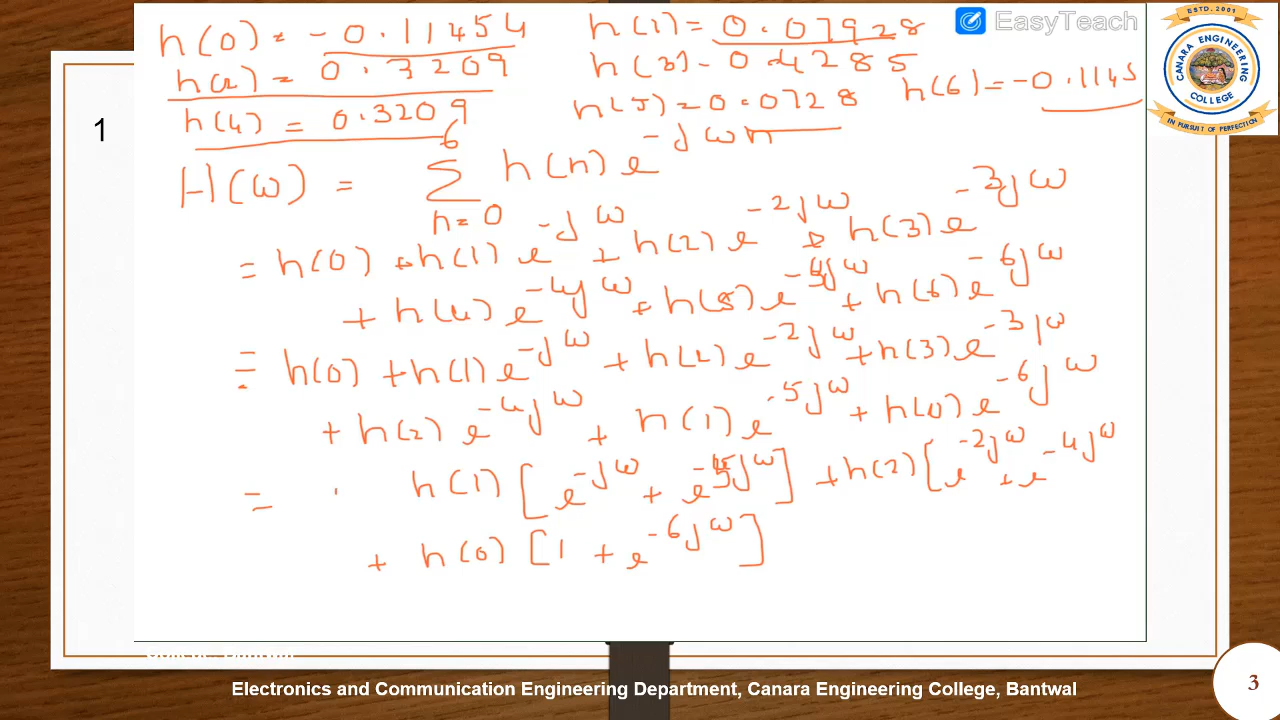 EasyTeach
ESTD. 2001
CANARA ENGINEERING COLLEGE
IN PURSUIT OF PERFECTION
1
h(0) = -0.11454 h(1) = 0.07928
h(2) = 0.3209 h(3) - 0.4285 h(6) = -0.1145
h(4) = 0.3209 h(5) = 0.0728
H(ω) = Σ_{n=0}^{6} h(n) e^{-jωn}
= h(0) + h(1) e^{-jω} + h(2) e^{-2jω} + h(3) e^{-3jω}
+ h(4) e^{-4jω} + h(5) e^{-5jω} + h(6) e^{-6jω}
= h(0) + h(1) e^{-jω} + h(2) e^{-2jω} + h(3) e^{-3jω}
+ h(2) e^{-4jω} + h(1) e^{-5jω} + h(0) e^{-6jω}
= h(1) [e^{-jω} + e^{-5jω}] + h(2) [e^{-2jω} + e^{-4jω}
+ h(0) [1 + e^{-6jω}]
Electronics and Communication Engineering Department, Canara Engineering College, Bantwal
3